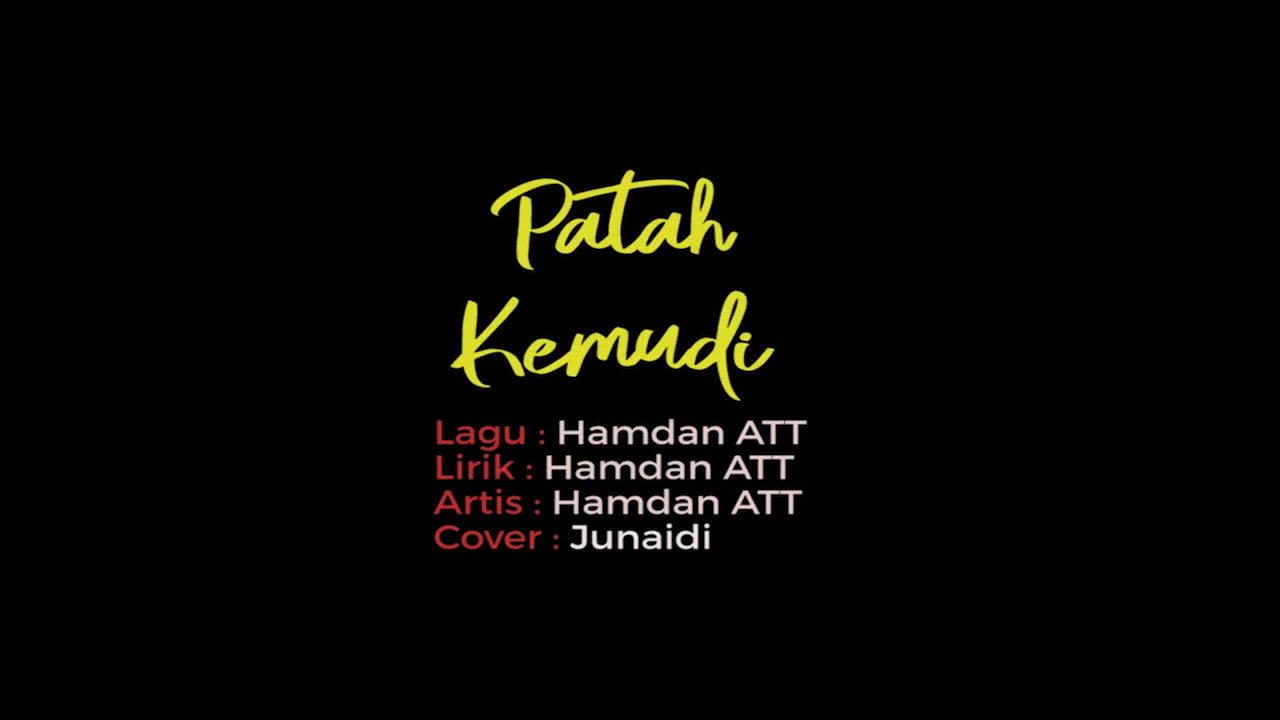 Patah
Kemudi
Lagu : Hamdan ATT
Lirik : Hamdan ATT
Artis : Hamdan ATT
Cover : Junaidi